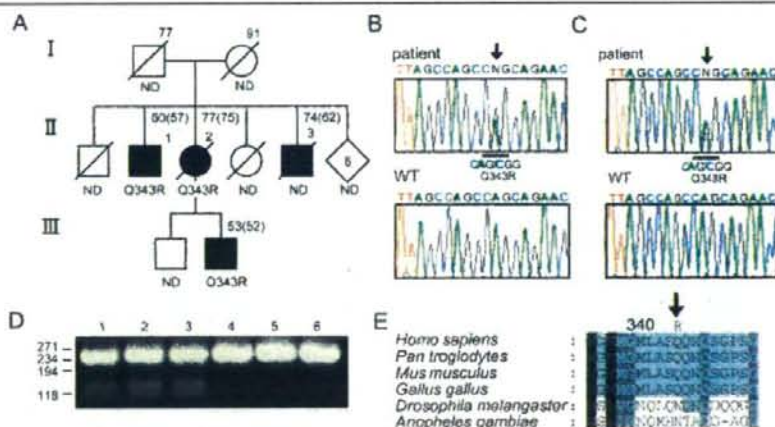 A
I
77
91
ND
ND
II
60(57)
77(75)
74(62)
1
2
3
6
ND
Q343R
Q343R
ND
ND
ND
III
53(52)
ND
Q343R
B
patient
TTAGCCAGCCNGCAGAAC
CAGCGG
Q343R
WT
TTAGCCAGCCAGCAGAAC
C
patient
TTAGCCAGCCNGCAGAAC
CAGCGG
Q343R
WT
TTAGCCAGCCAGCAGAAC
D
1 2 3 4 5 6
271
234
194
118
E
340 R
Homo sapiens :
Pan troglodytes :
Mus musculus :
Gallus gallus :
Drosophila melangaster :
Anopheles gambiae :